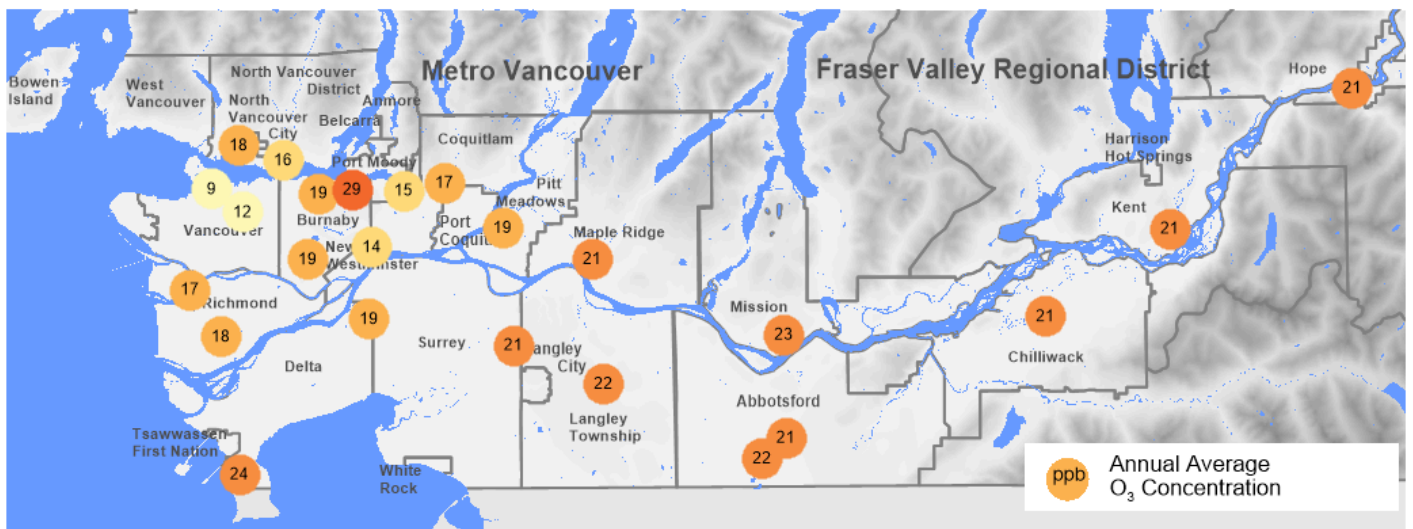 Metro Vancouver
Fraser Valley Regional District
Hope
21
Bowen
Island
West
Vancouver
North Vancouver
District
North
Vancouver
City
Anmore
Belcarra
Coquitlam
Harrison
Hot Springs
18
16
Port Moody
9
12
Vancouver
19
29
Burnaby
15
17
Pitt
Meadows
Port
Coquitlam
19
Kent
21
19
New
Westminster
14
Maple Ridge
21
17
Richmond
18
19
Delta
Surrey
21
Langley
City
22
Langley
Township
Mission
23
21
Chilliwack
Abbotsford
21
22
Tsawwassen
First Nation
24
White
Rock
ppb
Annual Average
O₃ Concentration